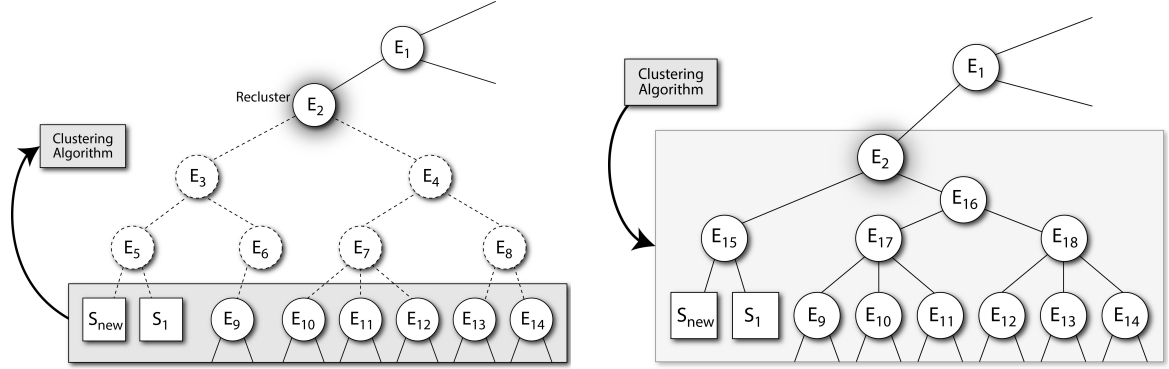 E1
Recluster
E2
Clustering
Algorithm
E3
E4
E5
E6
E7
E8
Snew
S1
E9
E10
E11
E12
E13
E14
Clustering
Algorithm
E1
E2
E16
E15
E17
E18
Snew
S1
E9
E10
E11
E12
E13
E14